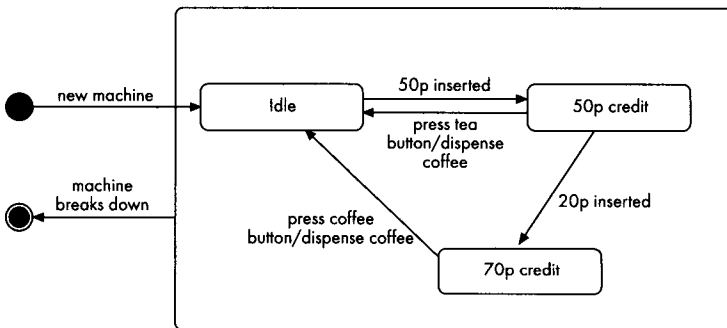 new machine
Idle
50p inserted
50p credit
press tea
button/dispense
coffee
machine
breaks down
20p inserted
press coffee
button/dispense coffee
70p credit